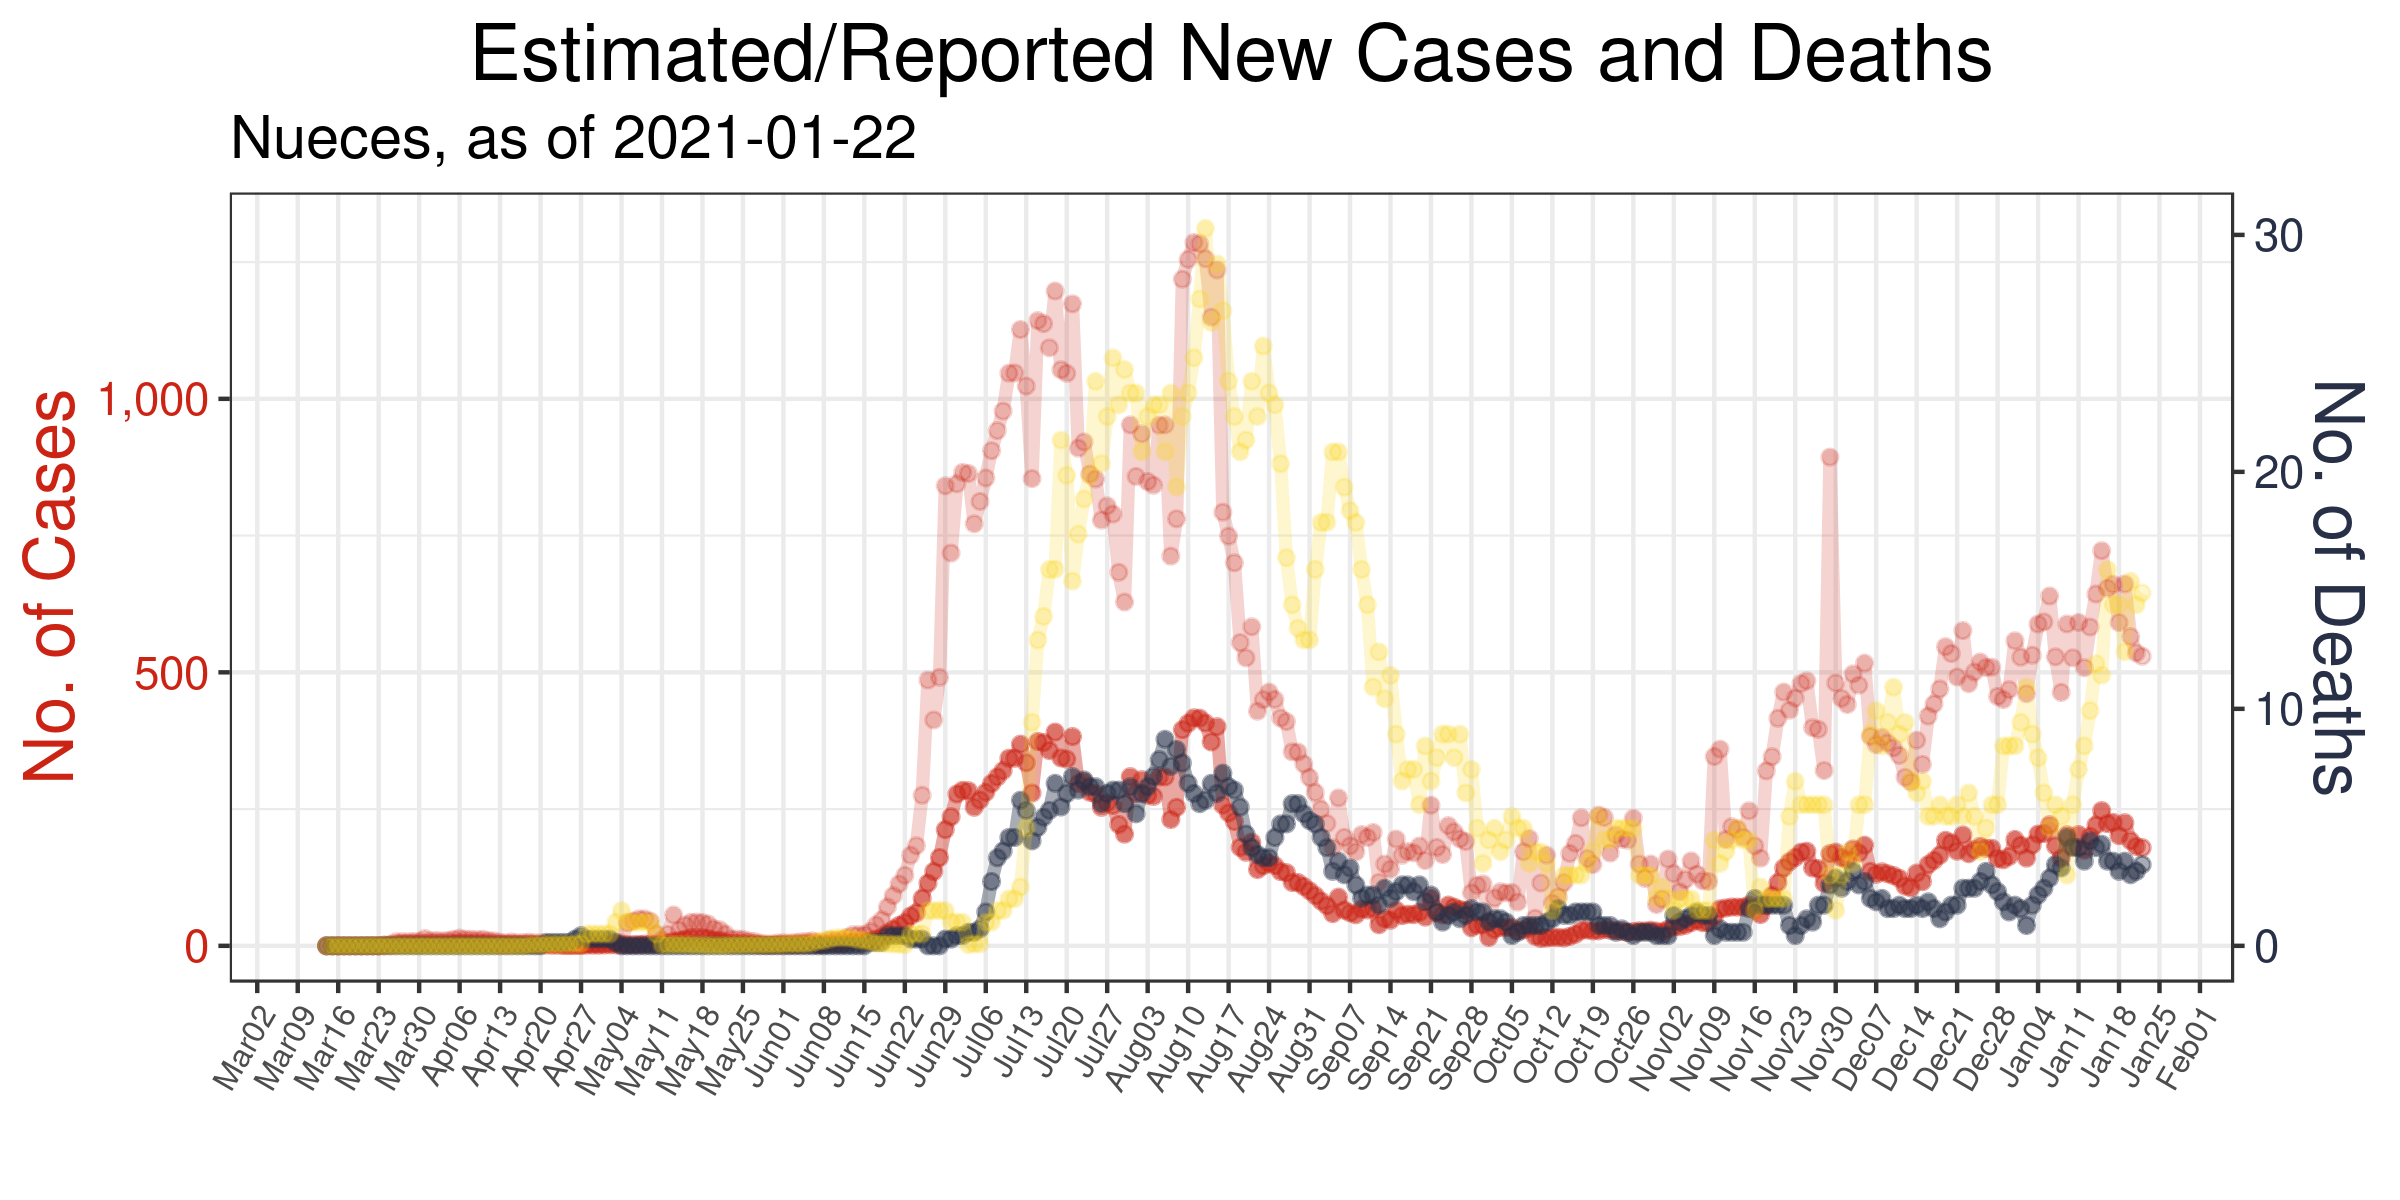 Estimated/Reported New Cases and Deaths
Nueces, as of 2021-01-22
No. of Cases
1,000
500
0
30
20
10
0
No. of Deaths
Mar02
Mar09
Mar16
Mar23
Mar30
Apr06
Apr13
Apr20
Apr27
May04
May11
May18
May25
Jun01
Jun08
Jun15
Jun22
Jun29
Jul06
Jul13
Jul20
Jul27
Aug03
Aug10
Aug17
Aug24
Aug31
Sep07
Sep14
Sep21
Sep28
Oct05
Oct12
Oct19
Oct26
Nov02
Nov09
Nov16
Nov23
Nov30
Dec07
Dec14
Dec21
Dec28
Jan04
Jan11
Jan18
Jan25
Feb01